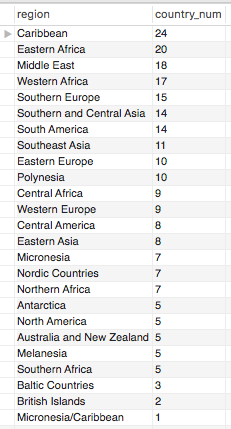 region country_num
Caribbean 24
Eastern Africa 20
Middle East 18
Western Africa 17
Southern Europe 15
Southern and Central Asia 14
South America 14
Southeast Asia 11
Eastern Europe 10
Polynesia 10
Central Africa 9
Western Europe 9
Central America 8
Eastern Asia 8
Micronesia 7
Nordic Countries 7
Northern Africa 7
Antarctica 5
North America 5
Australia and New Zealand 5
Melanesia 5
Southern Africa 5
Baltic Countries 3
British Islands 2
Micronesia/Caribbean 1